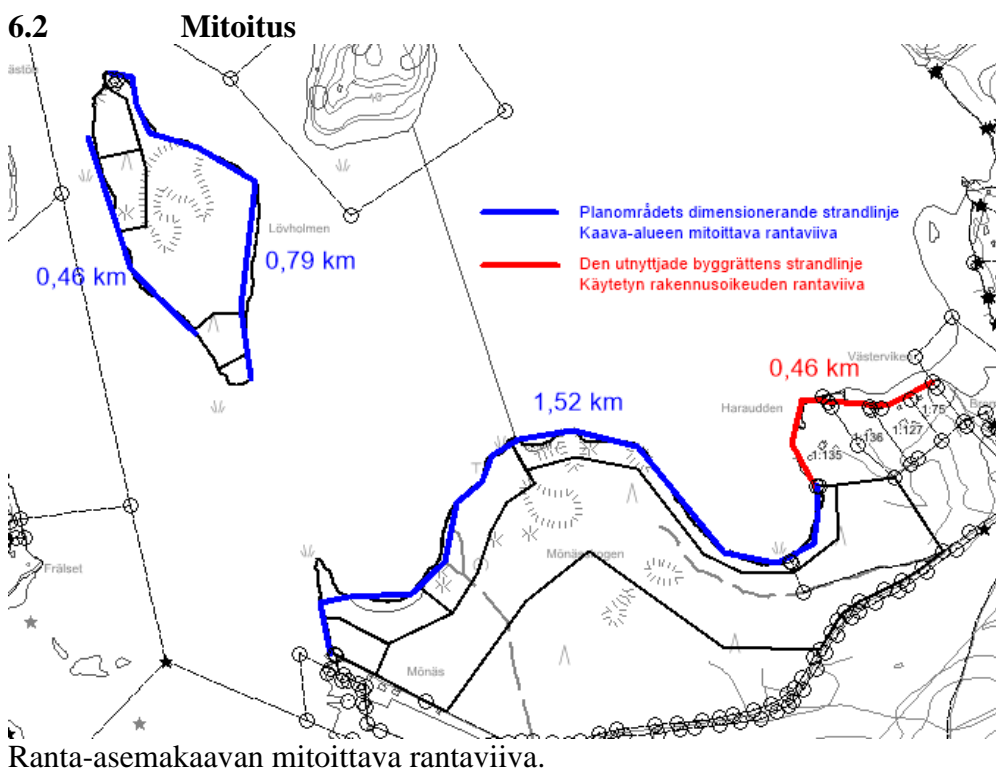 6.2 Mitoitus
ästön
Lövholmen
0,46 km
0,79 km
Planområdets dimensionerande strandlinje
Kaava-alueen mitoittava rantaviiva
Den utnyttjade byggrättens strandlinje
Käytetyn rakennusoikeuden rantaviiva
Västerviken
0,46 km
1,52 km
Haraudden
1:75
1:127
1:136
1:135
Mönäs
Frälset
Ranta-asemakaavan mitoittava rantaviiva.